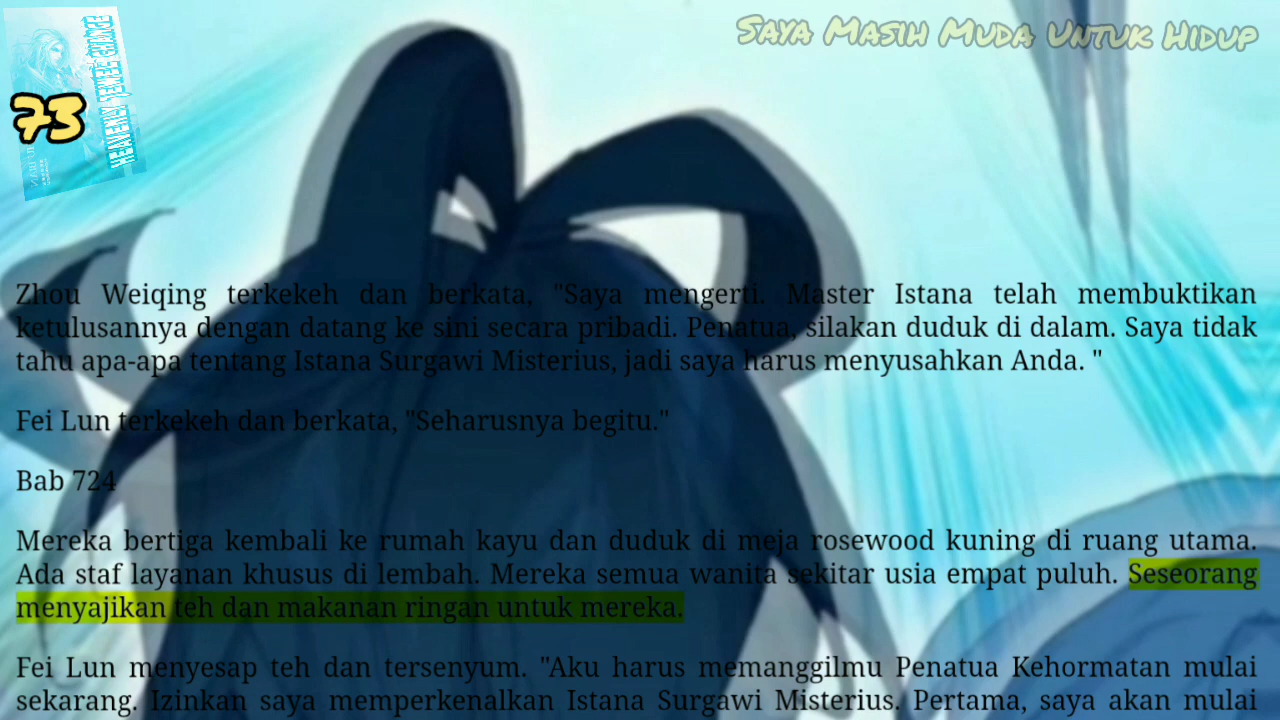 Saya Masih Muda Untuk Hidup
73
HEAVENLY JEWEL CHANGE
Zhou Weiqing terkekeh dan berkata, "Saya mengerti. Master Istana telah membuktikan
ketulusannya dengan datang ke sini secara pribadi. Penatua, silakan duduk di dalam. Saya tidak
tahu apa-apa tentang Istana Surgawi Misterius, jadi saya harus menyusahkan Anda. "
Fei Lun terkekeh dan berkata, "Seharusnya begitu."
Bab 724
Mereka bertiga kembali ke rumah kayu dan duduk di meja rosewood kuning di ruang utama.
Ada staf layanan khusus di lembah. Mereka semua wanita sekitar usia empat puluh. Seseorang
menyajikan teh dan makanan ringan untuk mereka.
Fei Lun menyesap teh dan tersenyum. "Aku harus memanggilmu Penatua Kehormatan mulai
sekarang. Izinkan saya memperkenalkan Istana Surgawi Misterius. Pertama, saya akan mulai